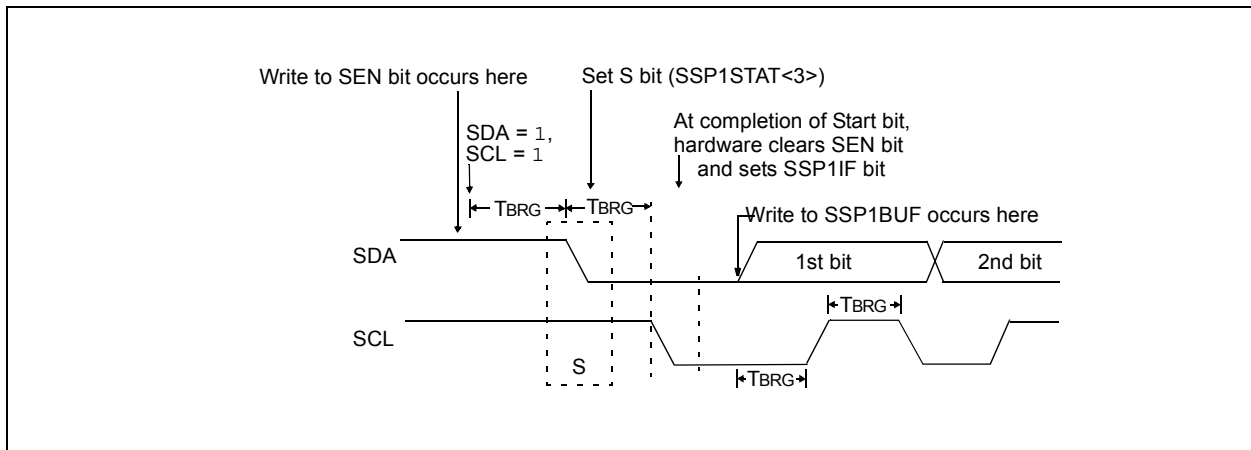 Write to SEN bit occurs here
Set S bit (SSP1STAT<3>)
SDA = 1,
SCL = 1
At completion of Start bit,
hardware clears SEN bit
and sets SSP1IF bit
TBRG
TBRG
Write to SSP1BUF occurs here
SDA
1st bit
2nd bit
TBRG
SCL
S
TBRG